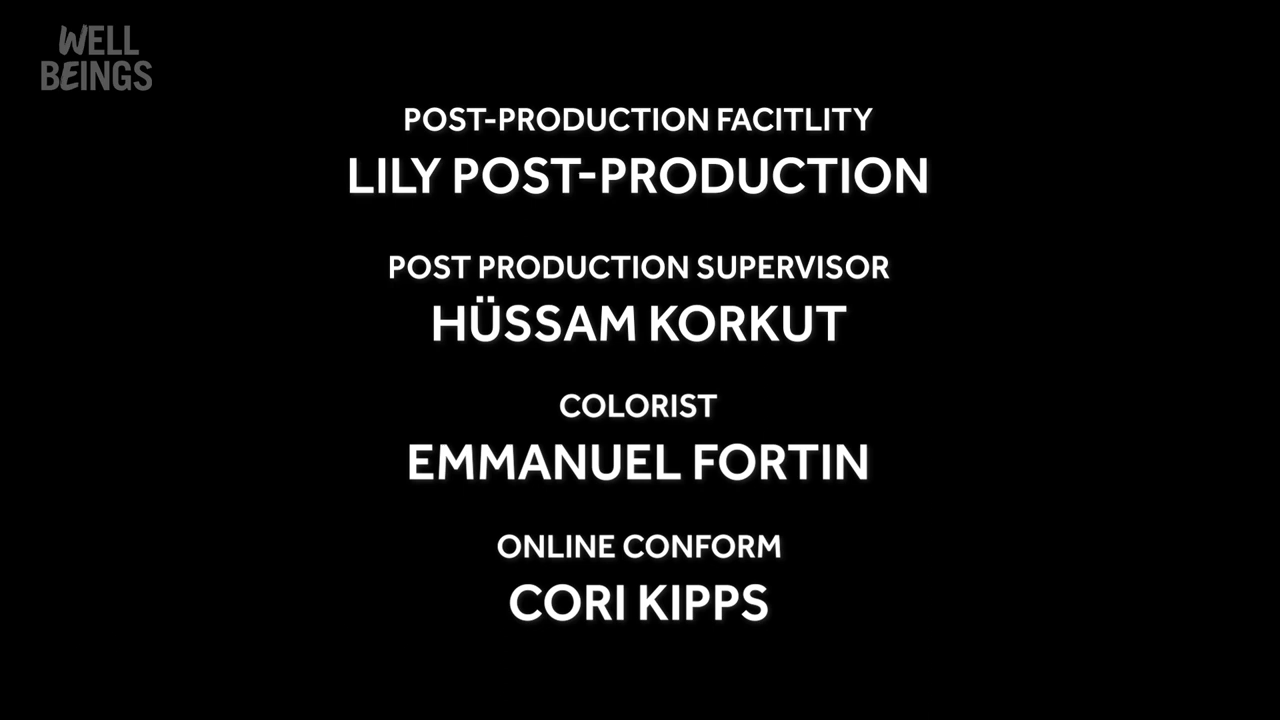 WELL
BEINGS
POST-PRODUCTION FACITLITY
LILY POST-PRODUCTION
POST PRODUCTION SUPERVISOR
HÜSSAM KORKUT
COLORIST
EMMANUEL FORTIN
ONLINE CONFORM
CORI KIPPS